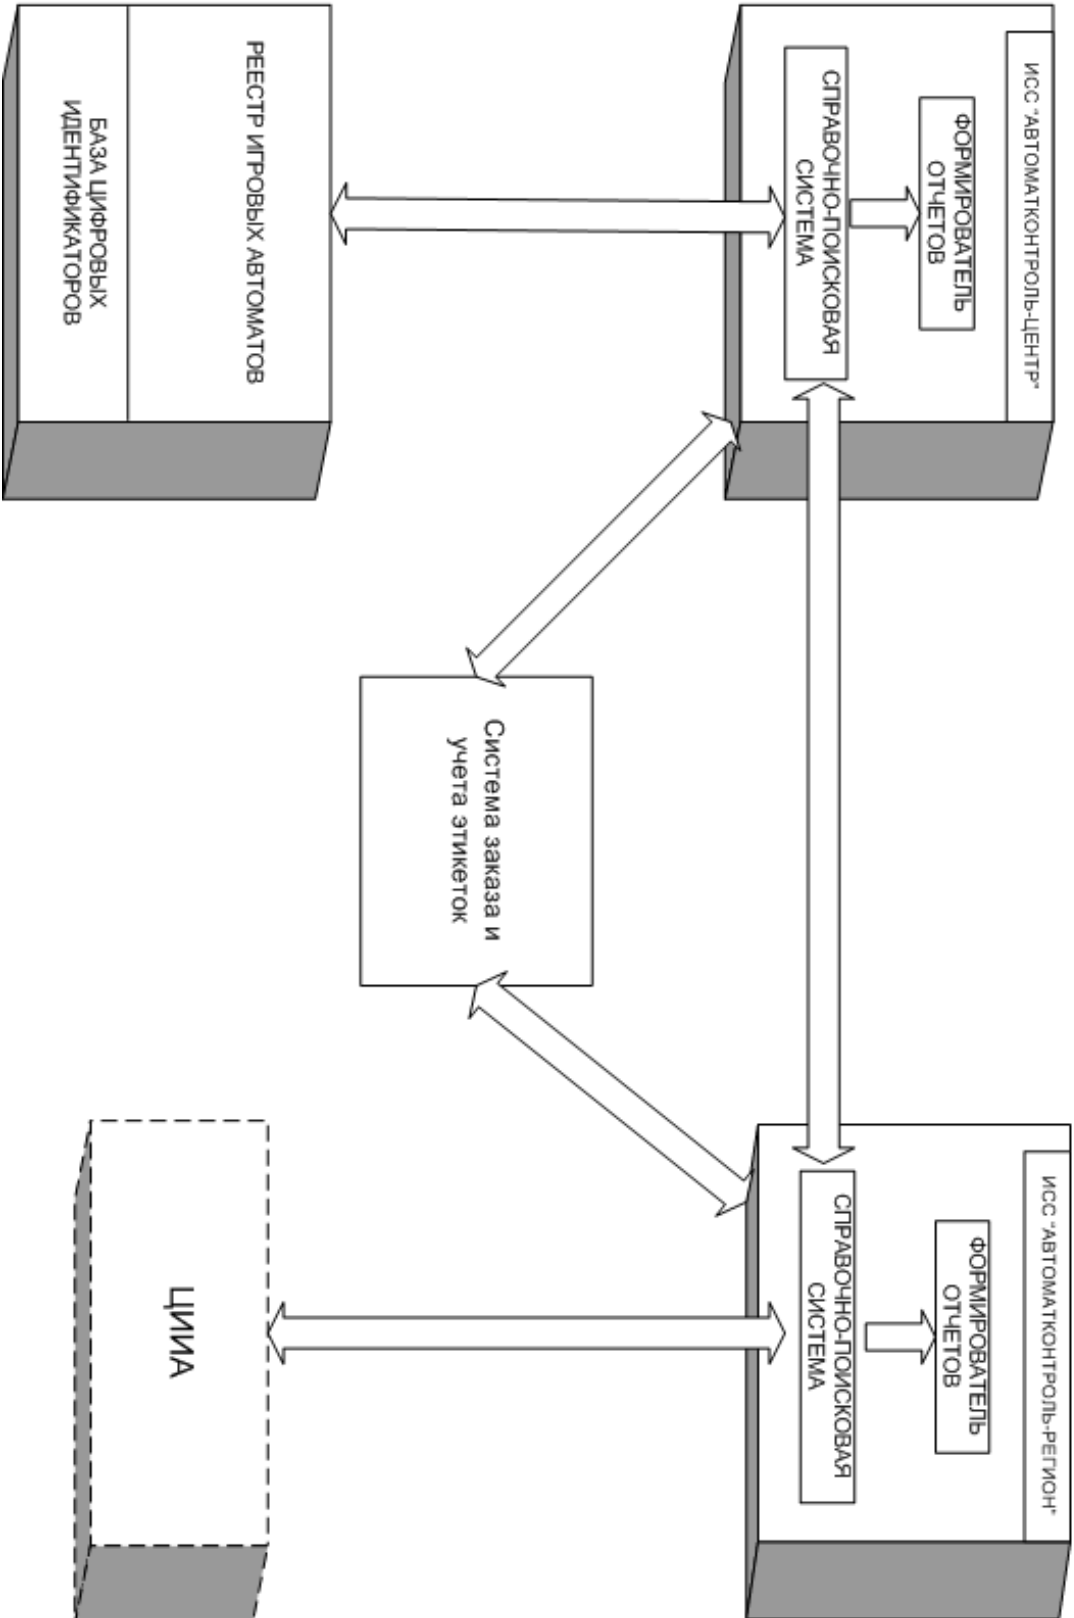 ИСС "АВТОМАТКОНТРОЛЬ-ЦЕНТР"
ФОРМИРОВАТЕЛЬ
ОТЧЕТОВ
СПРАВОЧНО-ПОИСКОВАЯ
СИСТЕМА
ИСС "АВТОМАТКОНТРОЛЬ-РЕГИОН"
ФОРМИРОВАТЕЛЬ
ОТЧЕТОВ
СПРАВОЧНО-ПОИСКОВАЯ
СИСТЕМА
Система заказа и
учета этикеток
РЕЕСТР ИГРОВЫХ АВТОМАТОВ
БАЗА ЦИФРОВЫХ
ИДЕНТИФИКАТОРОВ
ЦИИА